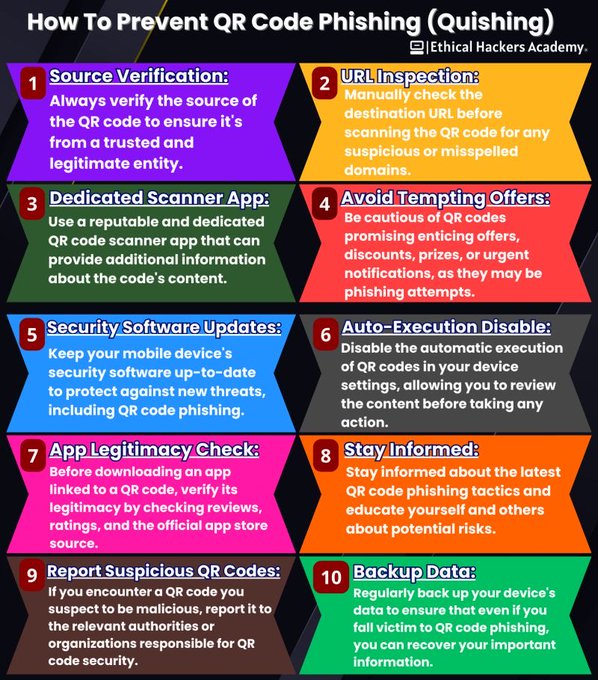 How To Prevent QR Code Phishing (Quishing)
|Ethical Hackers Academy
1
Source Verification:
Always verify the source of
the QR code to ensure it's
from a trusted and
legitimate entity.
2
URL Inspection:
Manually check the
destination URL before
scanning the QR code for any
suspicious or misspelled
domains.
3
Dedicated Scanner App:
Use a reputable and dedicated
QR code scanner app that can
provide additional information
about the code's content.
4
Avoid Tempting Offers:
Be cautious of QR codes
promising enticing offers,
discounts, prizes, or urgent
notifications, as they may be
phishing attempts.
5
Security Software Updates:
Keep your mobile device's
security software up-to-date
to protect against new threats,
including QR code phishing.
6
Auto-Execution Disable:
Disable the automatic execution
of QR codes in your device
settings, allowing you to review
the content before taking any
action.
7
App Legitimacy Check:
Before downloading an app
linked to a QR code, verify its
legitimacy by checking reviews,
ratings, and the official app store
source.
8
Stay Informed:
Stay informed about the latest
QR code phishing tactics and
educate yourself and others
about potential risks.
9
Report Suspicious QR Codes:
If you encounter a QR code you
suspect to be malicious, report it to
the relevant authorities or
organizations responsible for QR
code security.
10
Backup Data:
Regularly back up your device's
data to ensure that even if you
fall victim to QR code phishing,
you can recover your important
information.